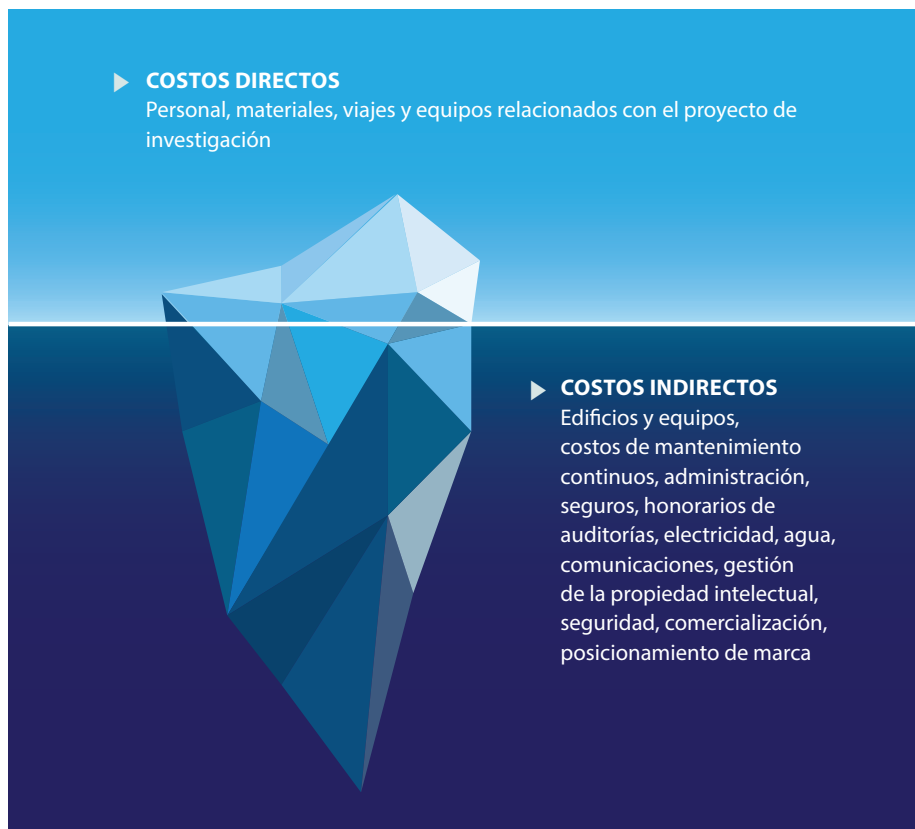 COSTOS DIRECTOS
Personal, materiales, viajes y equipos relacionados con el proyecto de
investigación
COSTOS INDIRECTOS
Edificios y equipos,
costos de mantenimiento
continuos, administración,
seguros, honorarios de
auditorías, electricidad, agua,
comunicaciones, gestión
de la propiedad intelectual,
seguridad, comercialización,
posicionamiento de marca